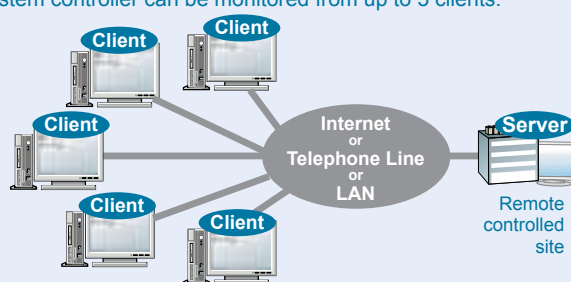 stem controller can be monitored from up to 5 clients.
Client
Client
Client
Client
Client
Internet
or
Telephone Line
or
LAN
Server
Remote
controlled
site